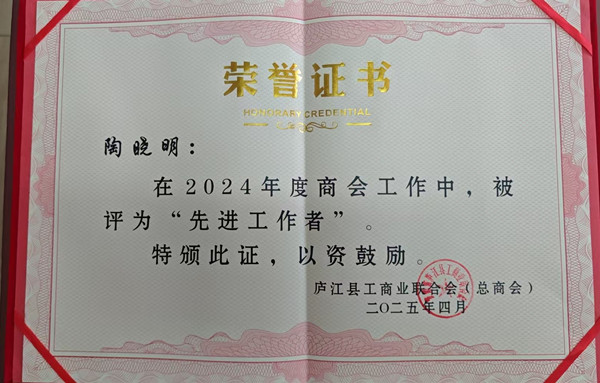 荣誉证书
HONORARY CREDENTIAL
陶晓明：
在2024年度商会工作中，被
评为“先进工作者”。
特颁此证，以资鼓励。
庐江县工商业联合会（总商会）
二〇二五年四月